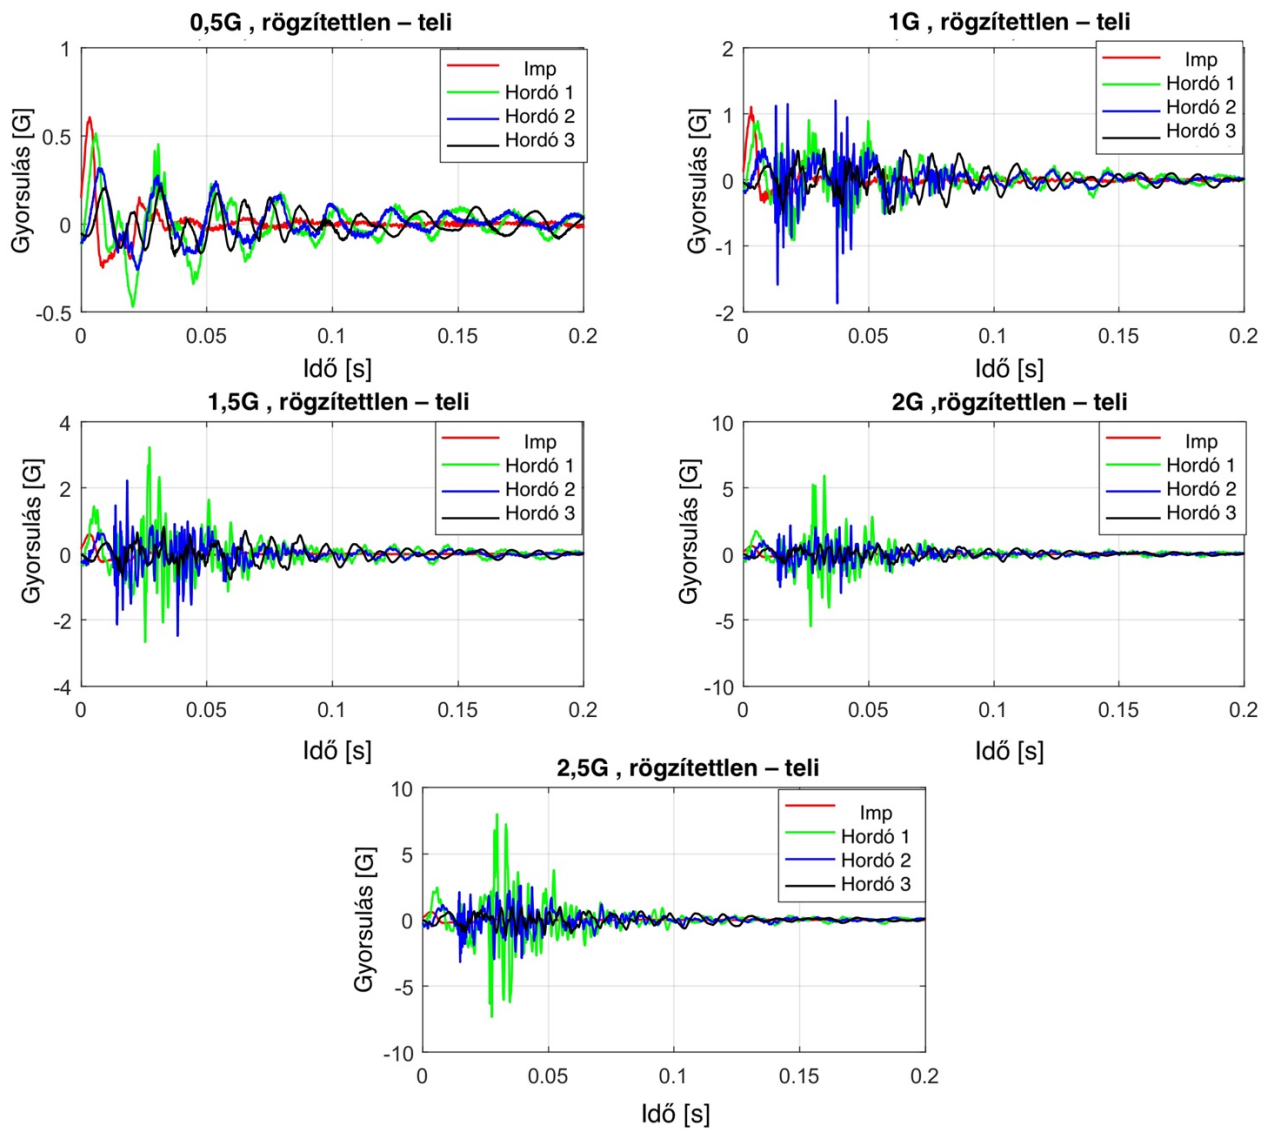 0,5G , rögzítettlen – teli
Gyorsulás [G]
1
0.5
0
-0.5
0 0.05 0.1 0.15 0.2
Idő [s]
Imp
Hordó 1
Hordó 2
Hordó 3
1G , rögzítettlen – teli
Gyorsulás [G]
2
1
0
-1
-2
0 0.05 0.1 0.15 0.2
Idő [s]
Imp
Hordó 1
Hordó 2
Hordó 3
1,5G , rögzítettlen – teli
Gyorsulás [G]
4
2
0
-2
-4
0 0.05 0.1 0.15 0.2
Idő [s]
Imp
Hordó 1
Hordó 2
Hordó 3
2G ,rögzítettlen – teli
Gyorsulás [G]
10
5
0
-5
-10
0 0.05 0.1 0.15 0.2
Idő [s]
Imp
Hordó 1
Hordó 2
Hordó 3
2,5G , rögzítettlen – teli
Gyorsulás [G]
10
5
0
-5
-10
0 0.05 0.1 0.15 0.2
Idő [s]
Imp
Hordó 1
Hordó 2
Hordó 3